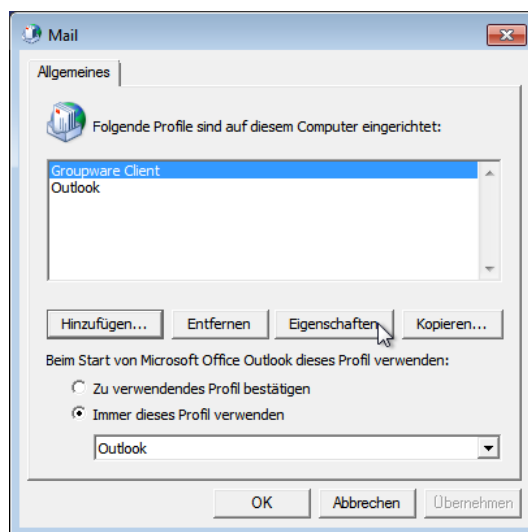 Mail
Allgemeines
Folgende Profile sind auf diesem Computer eingerichtet:
Groupware Client
Outlook
Hinzufügen... Entfernen Eigenschaften Kopieren...
Beim Start von Microsoft Office Outlook dieses Profil verwenden:
Zu verwendendes Profil bestätigen
Immer dieses Profil verwenden
Outlook
OK Abbrechen Übernehmen